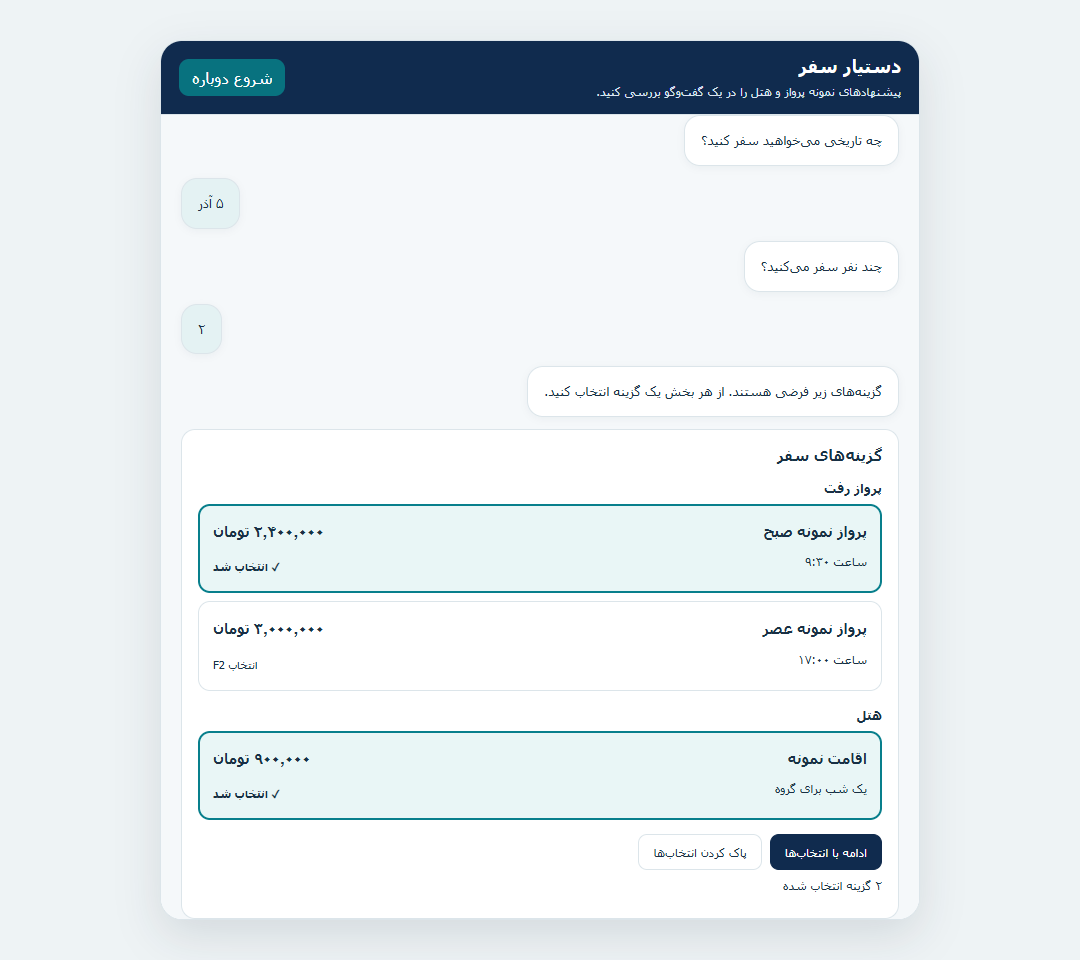 دستیار سفر
پیشنهادهای نمونه پرواز و هتل را در یک گفت‌وگو بررسی کنید.
شروع دوباره
چه تاریخی می‌خواهید سفر کنید؟
۵ آذر
چند نفر سفر می‌کنید؟
۲
گزینه‌های زیر فرضی هستند. از هر بخش یک گزینه انتخاب کنید.
گزینه‌های سفر
پرواز رفت
پرواز نمونه صبح
۲,۴۰۰,۰۰۰ تومان
ساعت ۹:۳۰
✓ انتخاب شد
پرواز نمونه عصر
۳,۰۰۰,۰۰۰ تومان
ساعت ۱۷:۰۰
انتخاب F2
هتل
اقامت نمونه
۹۰۰,۰۰۰ تومان
یک شب برای گروه
✓ انتخاب شد
ادامه با انتخاب‌ها
پاک کردن انتخاب‌ها
۲ گزینه انتخاب شده